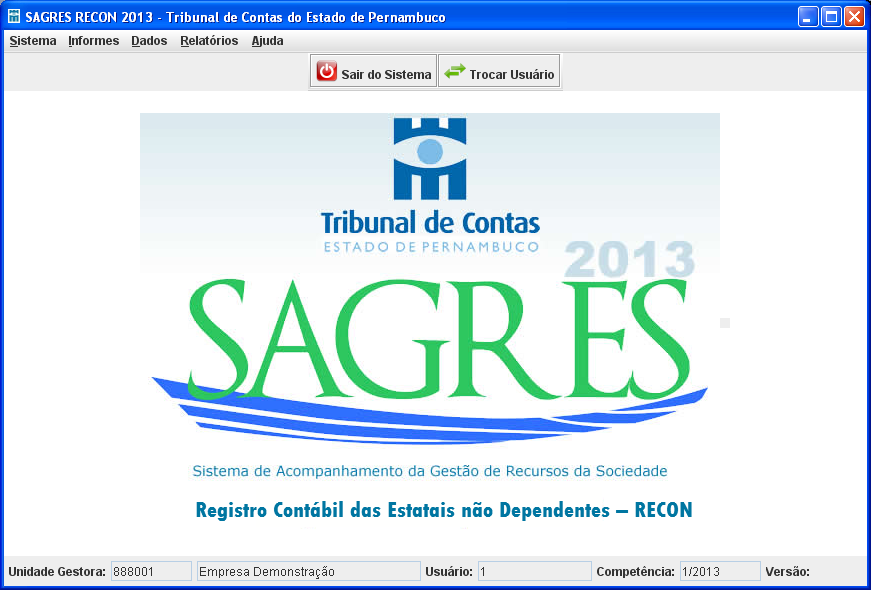 SAGRES RECON 2013 - Tribunal de Contas do Estado de Pernambuco
Sistema Informes Dados Relatórios Ajuda
Sair do Sistema Trocar Usuário
Tribunal de Contas
ESTADO DE PERNAMBUCO
2013
SAGRES
Sistema de Acompanhamento da Gestão de Recursos da Sociedade
Registro Contábil das Estatais não Dependentes – RECON
Unidade Gestora: 888001 Empresa Demonstração Usuário: 1 Competência: 1/2013 Versão: